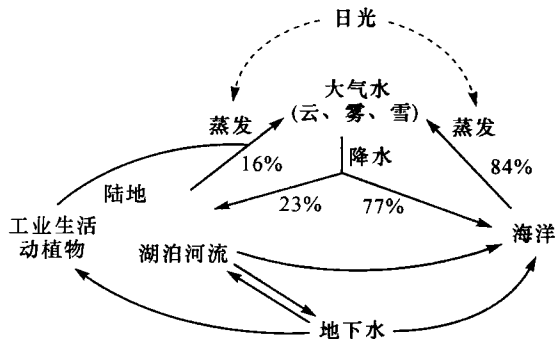 日光
大气水
(云、雾、雪)
蒸发
蒸发
降水
16%
84%
陆地
23%
77%
工业生活
动植物
湖泊河流
海洋
地下水